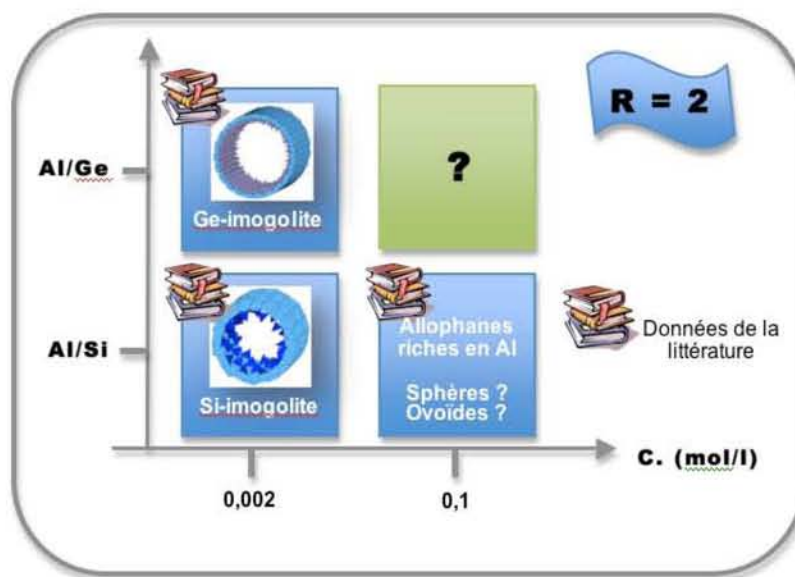 R = 2
Al/Ge
Ge-imogolite
?
Al/Si
Si-imogolite
Allophanes
riches en Al
Sphères ?
Ovoïdes ?
Données de la
littérature
C. (mol/l)
0,002
0,1